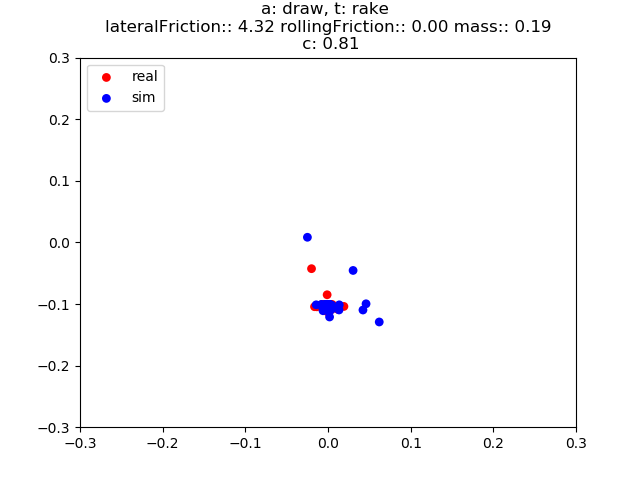 a: draw, t: rake
lateralFriction:: 4.32 rollingFriction:: 0.00 mass:: 0.19
c: 0.81
real
sim
0.3
0.2
0.1
0.0
−0.1
−0.2
−0.3
−0.3
−0.2
−0.1
0.0
0.1
0.2
0.3